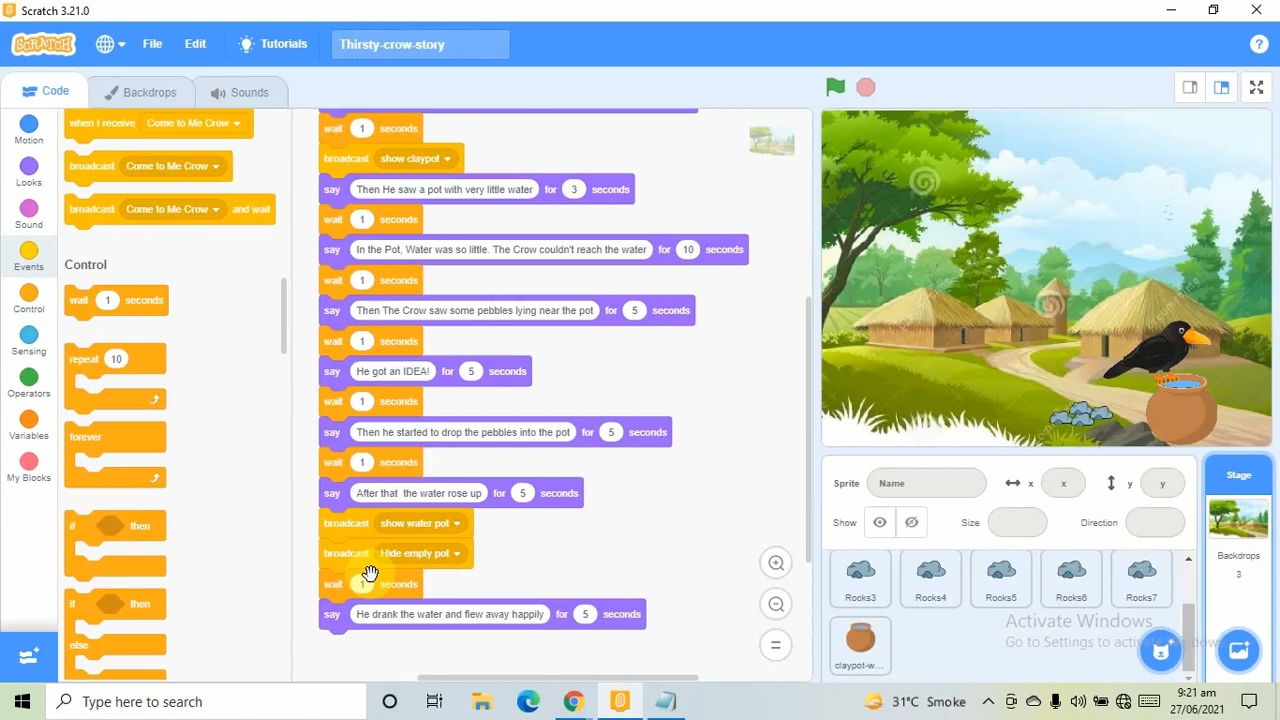 Scratch 3.21.0
SCRATCH
File
Edit
Tutorials
Thirsty-crow-story
?
Code
Backdrops
Sounds
Motion
Looks
Sound
Events
Control
Sensing
Operators
Variables
My Blocks
when I receive Come to Me Crow
broadcast Come to Me Crow
broadcast Come to Me Crow and wait
Control
wait 1 seconds
repeat 10
forever
if then
if then
else
wait 1 seconds
broadcast show claypot
say Then He saw a pot with very little water for 3 seconds
wait 1 seconds
say In the Pot, Water was so little. The Crow couldn't reach the water for 10 seconds
wait 1 seconds
say Then The Crow saw some pebbles lying near the pot for 5 seconds
wait 1 seconds
say He got an IDEA! for 5 seconds
wait 1 seconds
say Then he started to drop the pebbles into the pot for 5 seconds
wait 1 seconds
say After that the water rose up for 5 seconds
broadcast show water pot
broadcast Hide empty pot
wait 1 seconds
say He drank the water and flew away happily for 5 seconds
Sprite Name x x y y
Show Size Direction
Rocks3 Rocks4 Rocks5 Rocks6 Rocks7
claypot-w...
Stage
Backdrops
3
Activate Windows
Go to Settings to activate Windows.
Type here to search
31°C Smoke
9:21 am
27/06/2021